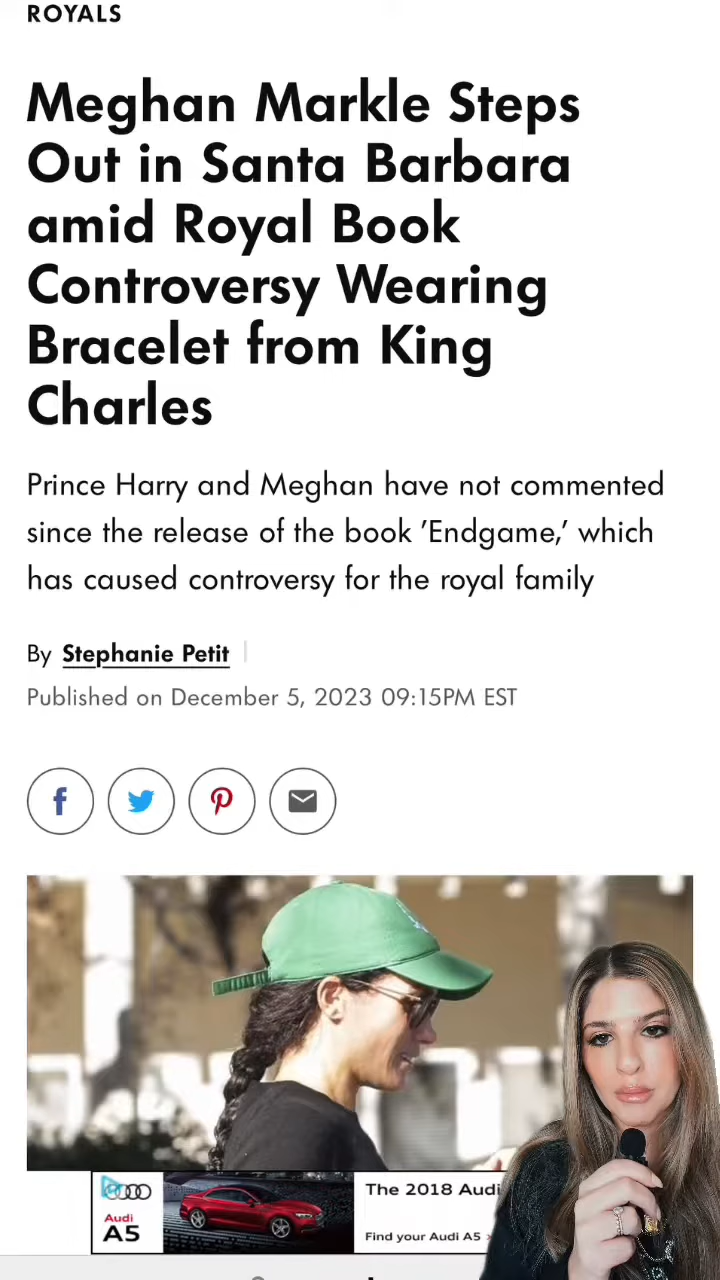 ROYALS
Meghan Markle Steps
Out in Santa Barbara
amid Royal Book
Controversy Wearing
Bracelet from King
Charles
Prince Harry and Meghan have not commented
since the release of the book ’Endgame,’ which
has caused controversy for the royal family
By Stephanie Petit
Published on December 5, 2023 09:15PM EST
Audi
A5
The 2018 Audi
Find your Audi A5